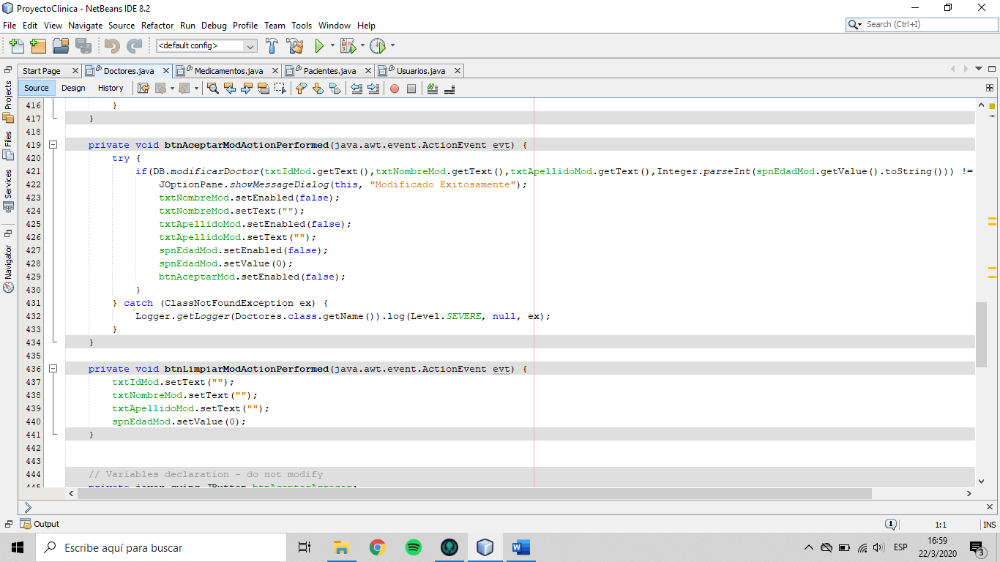 ProyectoClinica - NetBeans IDE 8.2
File Edit View Navigate Source Refactor Run Debug Profile Team Tools Window Help
Search (Ctrl+I)
<default config>
Start Page Doctores.java Medicamentos.java Pacientes.java Usuarios.java
Source Design History
Projects
Files
Services
Navigator
416 }
417 }
418
419 private void btnAceptarModActionPerformed(java.awt.event.ActionEvent evt) {
420 try {
421 if(DB.modificarDoctor(txtIdMod.getText(),txtNombreMod.getText(),txtApellidoMod.getText(),Integer.parseInt(spnEdadMod.getValue().toString())) !=
422 JOptionPane.showMessageDialog(this, "Modificado Exitosamente");
423 txtNombreMod.setEnabled(false);
424 txtNombreMod.setText("");
425 txtApellidoMod.setEnabled(false);
426 txtApellidoMod.setText("");
427 spnEdadMod.setEnabled(false);
428 spnEdadMod.setValue(0);
429 btnAceptarMod.setEnabled(false);
430 }
431 } catch (ClassNotFoundException ex) {
432 Logger.getLogger(Doctores.class.getName()).log(Level.SEVERE, null, ex);
433 }
434 }
435
436 private void btnLimpiarModActionPerformed(java.awt.event.ActionEvent evt) {
437 txtIdMod.setText("");
438 txtNombreMod.setText("");
439 txtApellidoMod.setText("");
440 spnEdadMod.setValue(0);
441 }
442
443
444 // Variables declaration - do not modify
445 private javax.swing.JButton btnAceptarAgregar;
Output
1
1:1 INS
Escribe aquí para buscar
ESP
16:59
22/3/2020
3